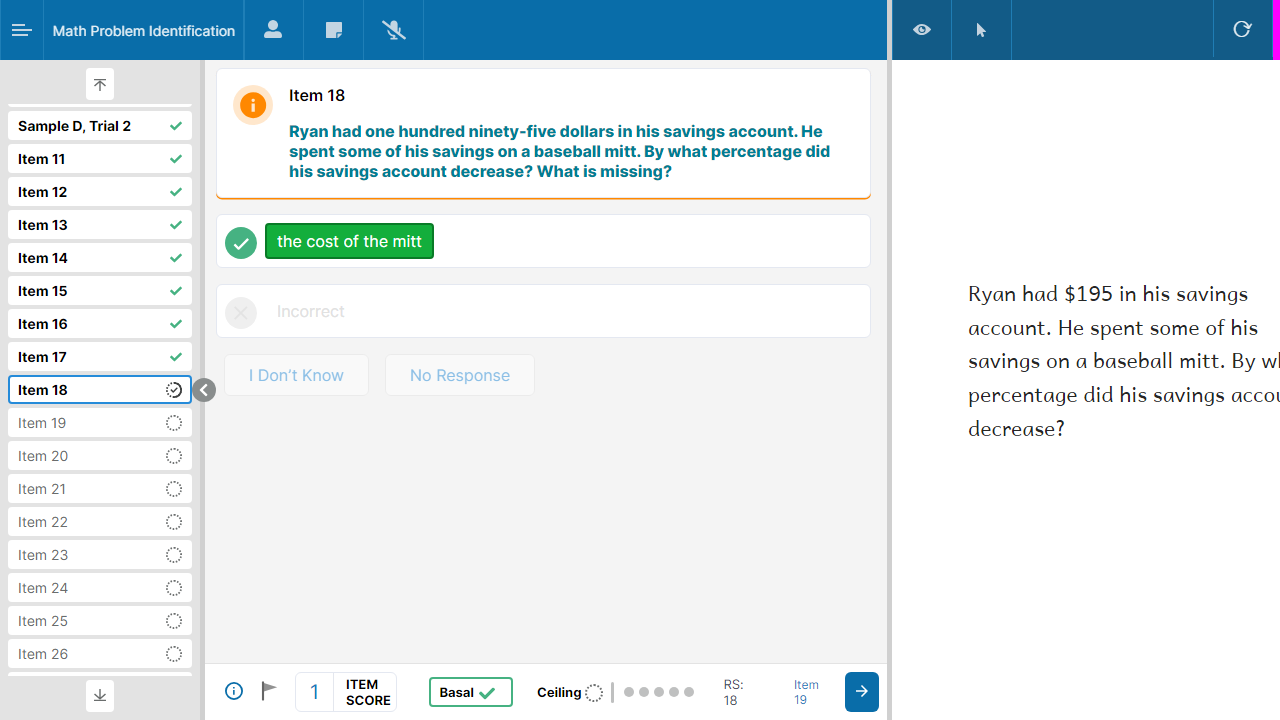 Math Problem Identification
Sample D, Trial 2
Item 11
Item 12
Item 13
Item 14
Item 15
Item 16
Item 17
Item 18
Item 19
Item 20
Item 21
Item 22
Item 23
Item 24
Item 25
Item 26
Item 18
Ryan had one hundred ninety-five dollars in his savings account. He
spent some of his savings on a baseball mitt. By what percentage did
his savings account decrease? What is missing?
the cost of the mitt
Incorrect
I Don't Know
No Response
1 ITEM
SCORE
Basal
Ceiling
RS:
18
Item
19
Ryan had $195 in his savings
account. He spent some of his
savings on a baseball mitt. By
percentage did his savings
decrease?